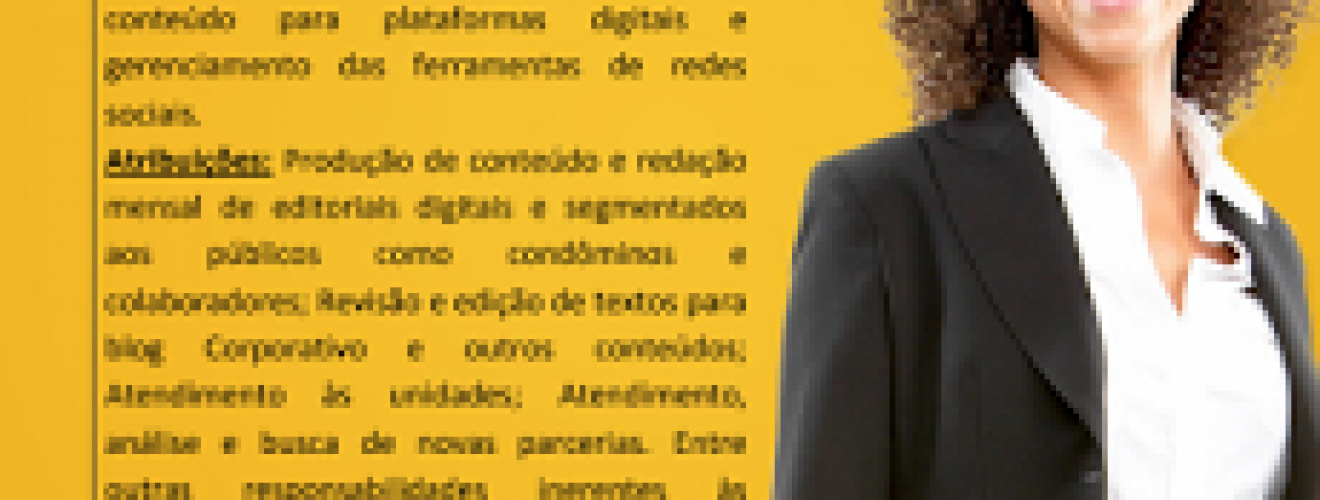 conteúdo para plataformas digitais e
gerenciamento das ferramentas de redes
sociais.
Atribuições: Produção de conteúdo e redação
mensal de editoriais digitais e segmentados
aos públicos como condôminos e
colaboradores; Revisão e edição de textos para
blog Corporativo e outros conteúdos;
Atendimento às unidades; Atendimento,
análise e busca de novas parcerias. Entre
outras responsabilidades inerentes às